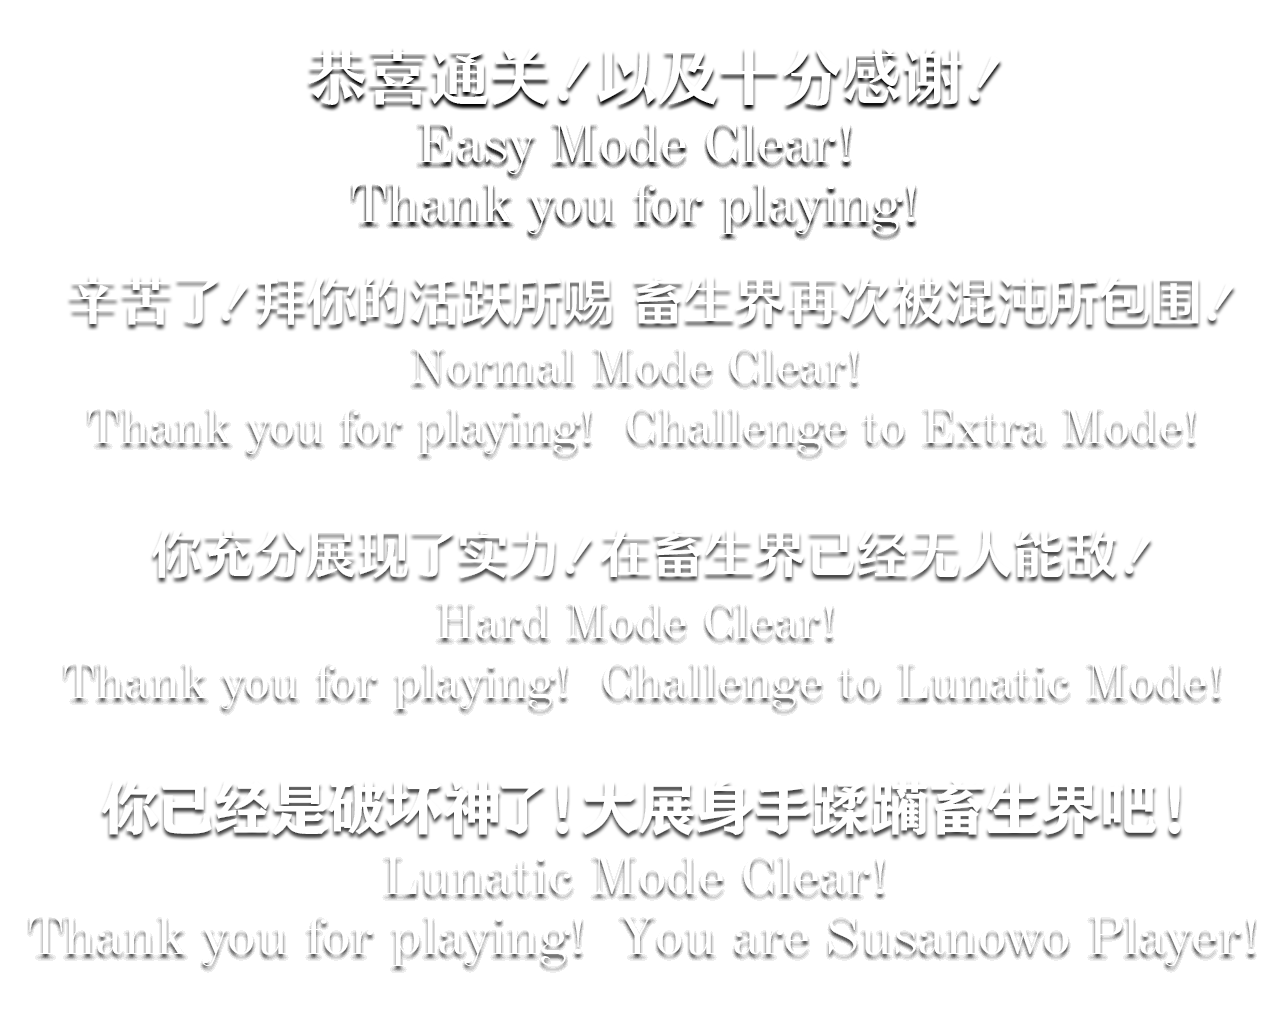 恭喜通关！以及十分感谢！
Easy Mode Clear!
Thank you for playing!
辛苦了！拜你的活跃所赐 畜生界再次被混沌所包围！
Normal Mode Clear!
Thank you for playing! Challenge to Extra Mode!
你充分展现了实力！在畜生界已经无人能敌！
Hard Mode Clear!
Thank you for playing! Challenge to Lunatic Mode!
你已经是破坏神了！大展身手蹂躏畜生界吧！
Lunatic Mode Clear!
Thank you for playing! You are Susanowo Player!